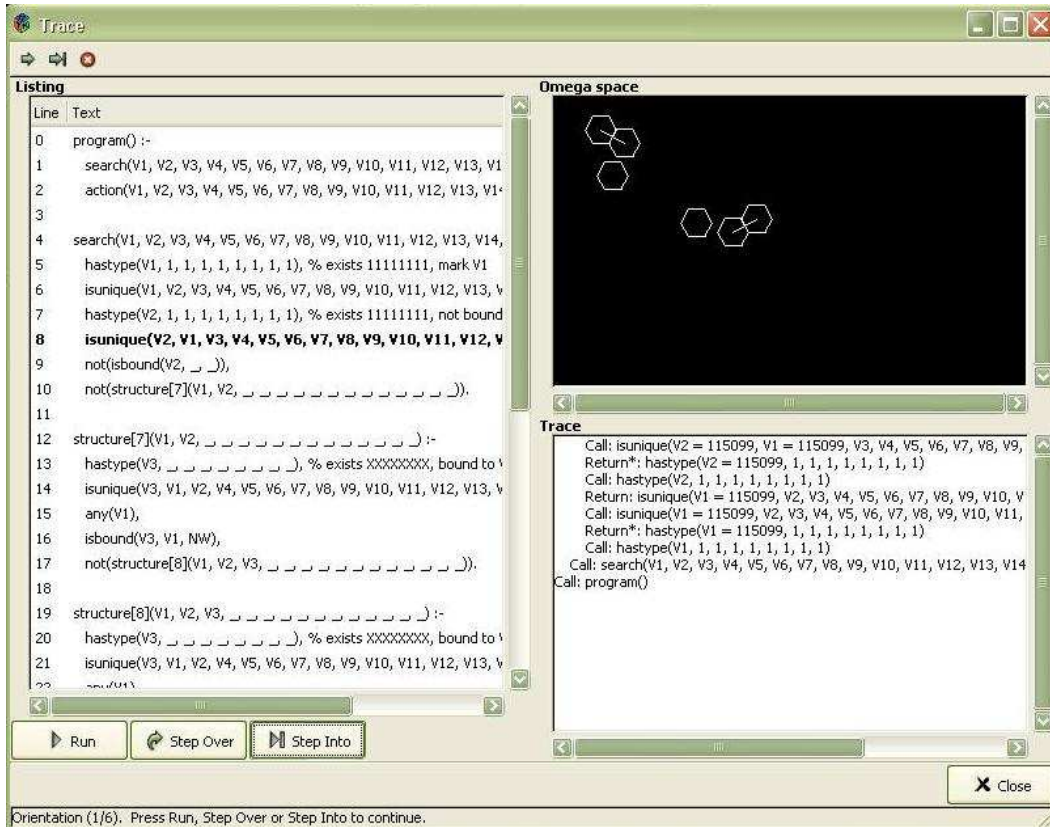 Trace
Listing
Line Text
0 program() :-
1 search(V1, V2, V3, V4, V5, V6, V7, V8, V9, V10, V11, V12, V13, V1
2 action(V1, V2, V3, V4, V5, V6, V7, V8, V9, V10, V11, V12, V13, V14
3
4 search(V1, V2, V3, V4, V5, V6, V7, V8, V9, V10, V11, V12, V13, V14,
5 hastype(V1, 1, 1, 1, 1, 1, 1, 1, 1), % exists 11111111, mark V1
6 isunique(V1, V2, V3, V4, V5, V6, V7, V8, V9, V10, V11, V12, V13, V
7 hastype(V2, 1, 1, 1, 1, 1, 1, 1, 1), % exists 11111111, not bound
8 isunique(V2, V1, V3, V4, V5, V6, V7, V8, V9, V10, V11, V12, V
9 not(isbound(V2, _, _)),
10 not(structure[7](V1, V2, _, _, _, _, _, _, _, _, _, _, _, _, _)).
11
12 structure[7](V1, V2, _, _, _, _, _, _, _, _, _, _, _, _, _) :-
13 hastype(V3, _, _, _, _, _, _, _, _), % exists XXXXXXXX, bound to V
14 isunique(V3, V1, V2, V4, V5, V6, V7, V8, V9, V10, V11, V12, V13, V
15 any(V1),
16 isbound(V3, V1, NW),
17 not(structure[8](V1, V2, V3, _, _, _, _, _, _, _, _, _, _, _, _)).
18
19 structure[8](V1, V2, V3, _, _, _, _, _, _, _, _, _, _, _, _) :-
20 hastype(V3, _, _, _, _, _, _, _, _), % exists XXXXXXXX, bound to V
21 isunique(V3, V1, V2, V4, V5, V6, V7, V8, V9, V10, V11, V12, V13, V
22 any(V1)
Run Step Over Step Into
Omega space
Trace
Call: isunique(V2 = 115099, V1 = 115099, V3, V4, V5, V6, V7, V8, V9,
Return*: hastype(V2 = 115099, 1, 1, 1, 1, 1, 1, 1, 1)
Call: hastype(V2, 1, 1, 1, 1, 1, 1, 1, 1)
Return: isunique(V1 = 115099, V2, V3, V4, V5, V6, V7, V8, V9, V10, V
Call: isunique(V1 = 115099, V2, V3, V4, V5, V6, V7, V8, V9, V10, V11,
Return*: hastype(V1 = 115099, 1, 1, 1, 1, 1, 1, 1, 1)
Call: hastype(V1, 1, 1, 1, 1, 1, 1, 1, 1)
Call: search(V1, V2, V3, V4, V5, V6, V7, V8, V9, V10, V11, V12, V13, V14
Call: program()
Close
Orientation (1/6). Press Run, Step Over or Step Into to continue.